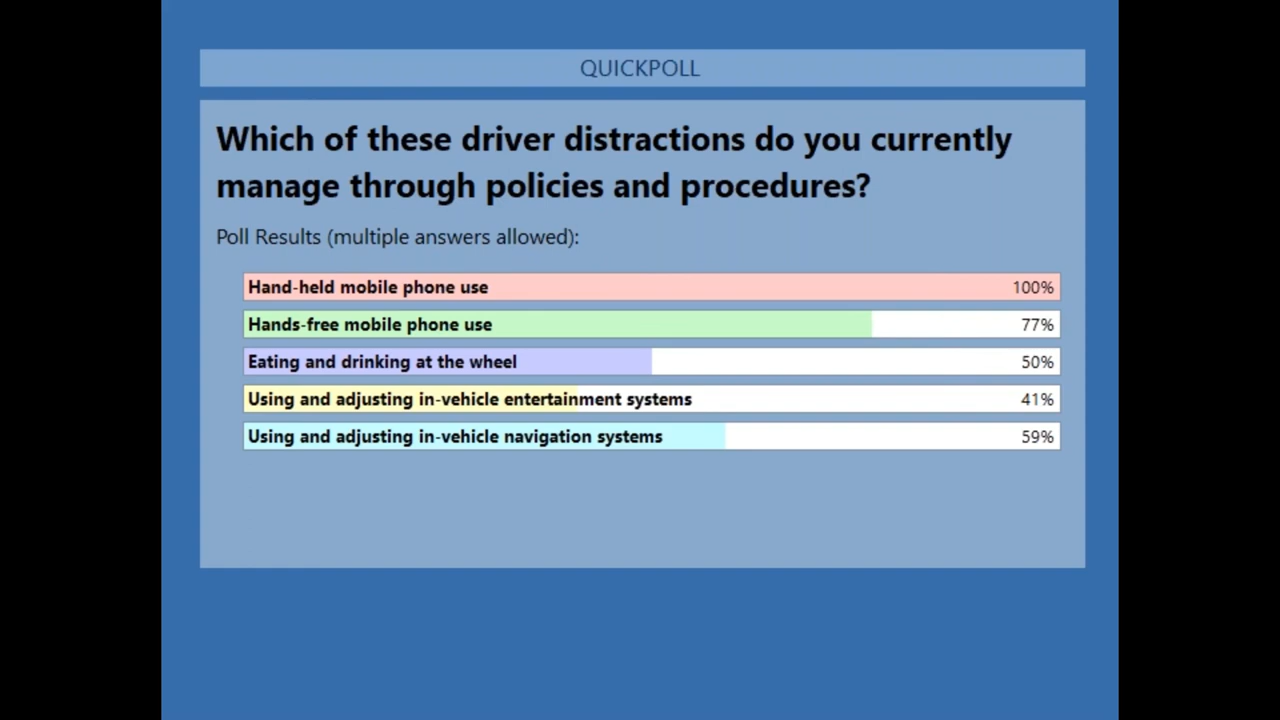 QUICKPOLL
Which of these driver distractions do you currently
manage through policies and procedures?
Poll Results (multiple answers allowed):
Hand-held mobile phone use 100%
Hands-free mobile phone use 77%
Eating and drinking at the wheel 50%
Using and adjusting in-vehicle entertainment systems 41%
Using and adjusting in-vehicle navigation systems 59%